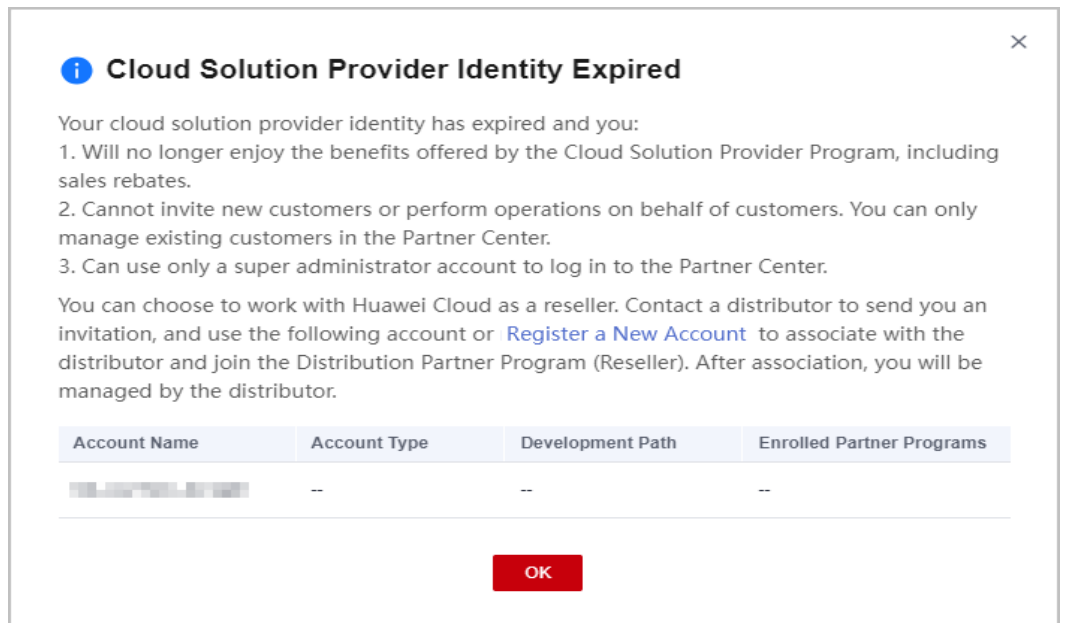 Cloud Solution Provider Identity Expired
Your cloud solution provider identity has expired and you:
1. Will no longer enjoy the benefits offered by the Cloud Solution Provider Program, including
sales rebates.
2. Cannot invite new customers or perform operations on behalf of customers. You can only
manage existing customers in the Partner Center.
3. Can use only a super administrator account to log in to the Partner Center.
You can choose to work with Huawei Cloud as a reseller. Contact a distributor to send you an
invitation, and use the following account or Register a New Account to associate with the
distributor and join the Distribution Partner Program (Reseller). After association, you will be
managed by the distributor.
Account Name Account Type Development Path Enrolled Partner Programs
-- -- --
OK